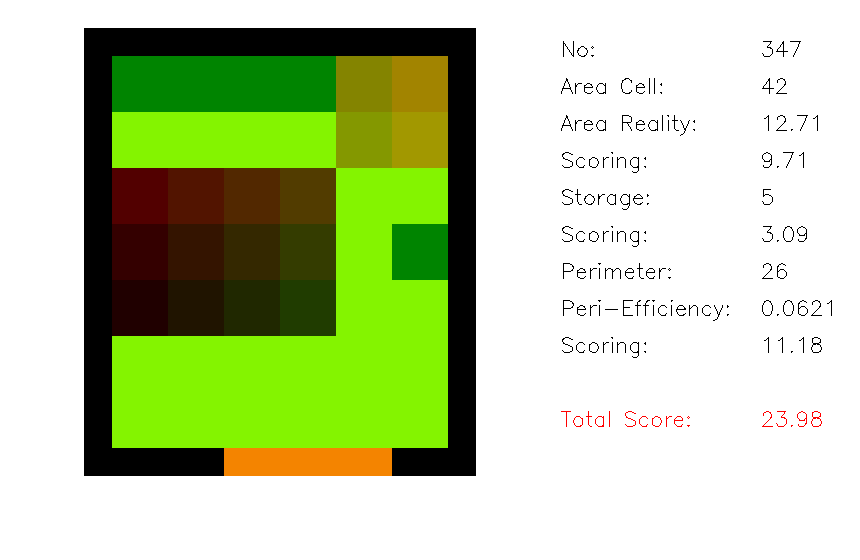 No: 347
Area Cell: 42
Area Reality: 12.71
Scoring: 9.71
Storage: 5
Scoring: 3.09
Perimeter: 26
Peri-Efficiency: 0.0621
Scoring: 11.18
Total Score: 23.98